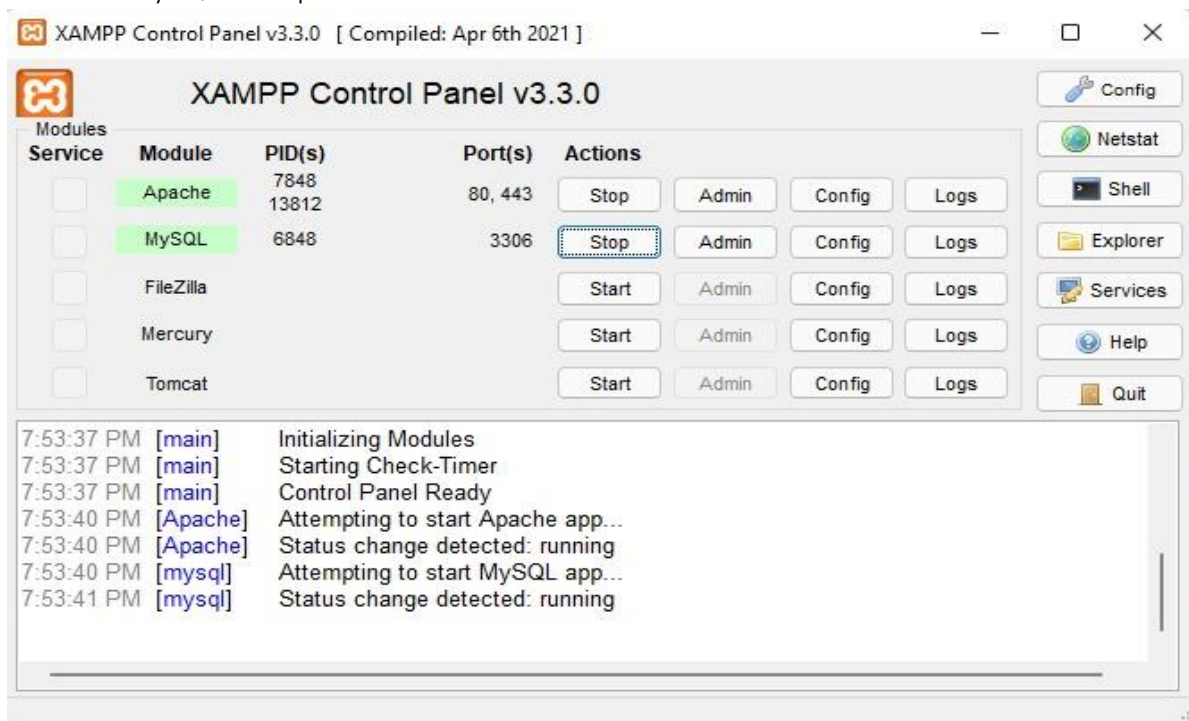 XAMPP Control Panel v3.3.0 [ Compiled: Apr 6th 2021 ]
XAMPP Control Panel v3.3.0
Modules
Service Module PID(s) Port(s) Actions
Apache 7848 13812 80, 443 Stop Admin Config Logs
MySQL 6848 3306 Stop Admin Config Logs
FileZilla Start Admin Config Logs
Mercury Start Admin Config Logs
Tomcat Start Admin Config Logs
Config
Netstat
Shell
Explorer
Services
Help
Quit
7:53:37 PM [main] Initializing Modules
7:53:37 PM [main] Starting Check-Timer
7:53:37 PM [main] Control Panel Ready
7:53:40 PM [Apache] Attempting to start Apache app...
7:53:40 PM [Apache] Status change detected: running
7:53:40 PM [mysql] Attempting to start MySQL app...
7:53:41 PM [mysql] Status change detected: running